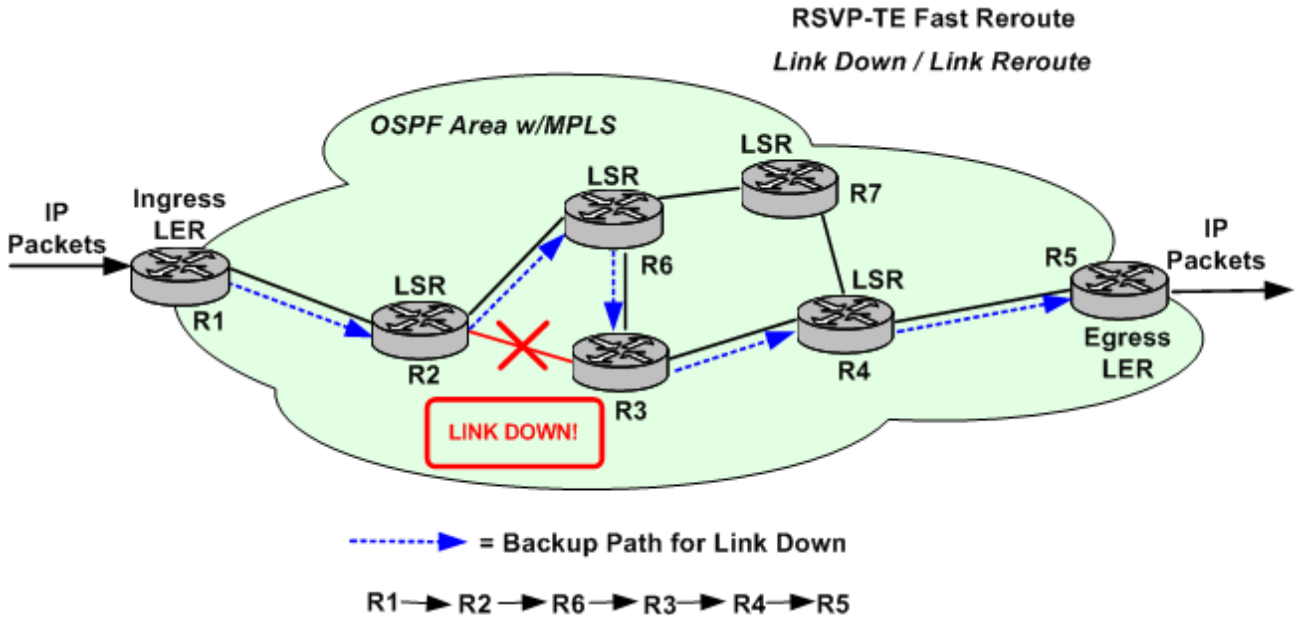 RSVP-TE Fast Reroute
Link Down / Link Reroute
OSPF Area w/MPLS
LSR
R7
LSR
R6
Ingress
LER
R1
IP
Packets
LSR
R2
R3
LSR
R4
R5
Egress
LER
IP
Packets
LINK DOWN!
= Backup Path for Link Down
R1 R2 R6 R3 R4 R5